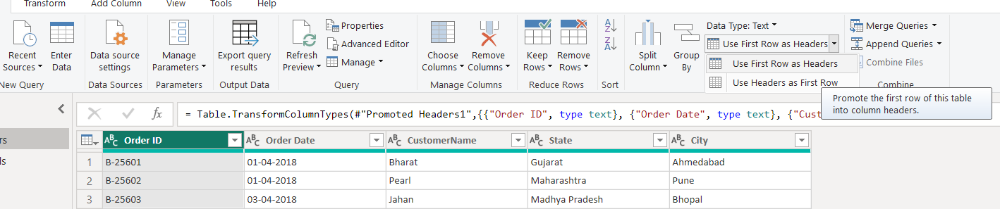 Transform Add Column View Tools Help
Recent Sources
Enter Data
New Query
Data source settings
Data Sources
Manage Parameters
Parameters
Export query results
Output Data
Refresh Preview
Properties
Advanced Editor
Manage
Query
Choose Columns
Remove Columns
Manage Columns
Keep Rows
Remove Rows
Reduce Rows
A
Z
Z
A
Sort
Split Column
Group By
Data Type: Text
Use First Row as Headers
Use First Row as Headers
Use Headers as First Row
Merge Queries
Append Queries
Combine Files
Combine
Promote the first row of this table
into column headers.
fx = Table.TransformColumnTypes(#"Promoted Headers1",{{"Order ID", type text}, {"Order Date", type text}, {"Cust
rs
ls
ABC Order ID ABC Order Date ABC CustomerName ABC State ABC City
1 B-25601 01-04-2018 Bharat Gujarat Ahmedabad
2 B-25602 01-04-2018 Pearl Maharashtra Pune
3 B-25603 03-04-2018 Jahan Madhya Pradesh Bhopal